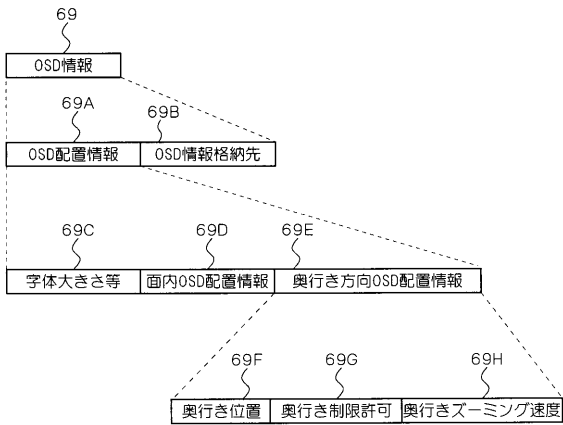 69
OSD情報
69A 69B
OSD配置情報 OSD情報格納先
69C 69D 69E
字体大きさ等 面内OSD配置情報 奥行き方向OSD配置情報
69F 69G 69H
奥行き位置 奥行き制限許可 奥行きズーミング速度